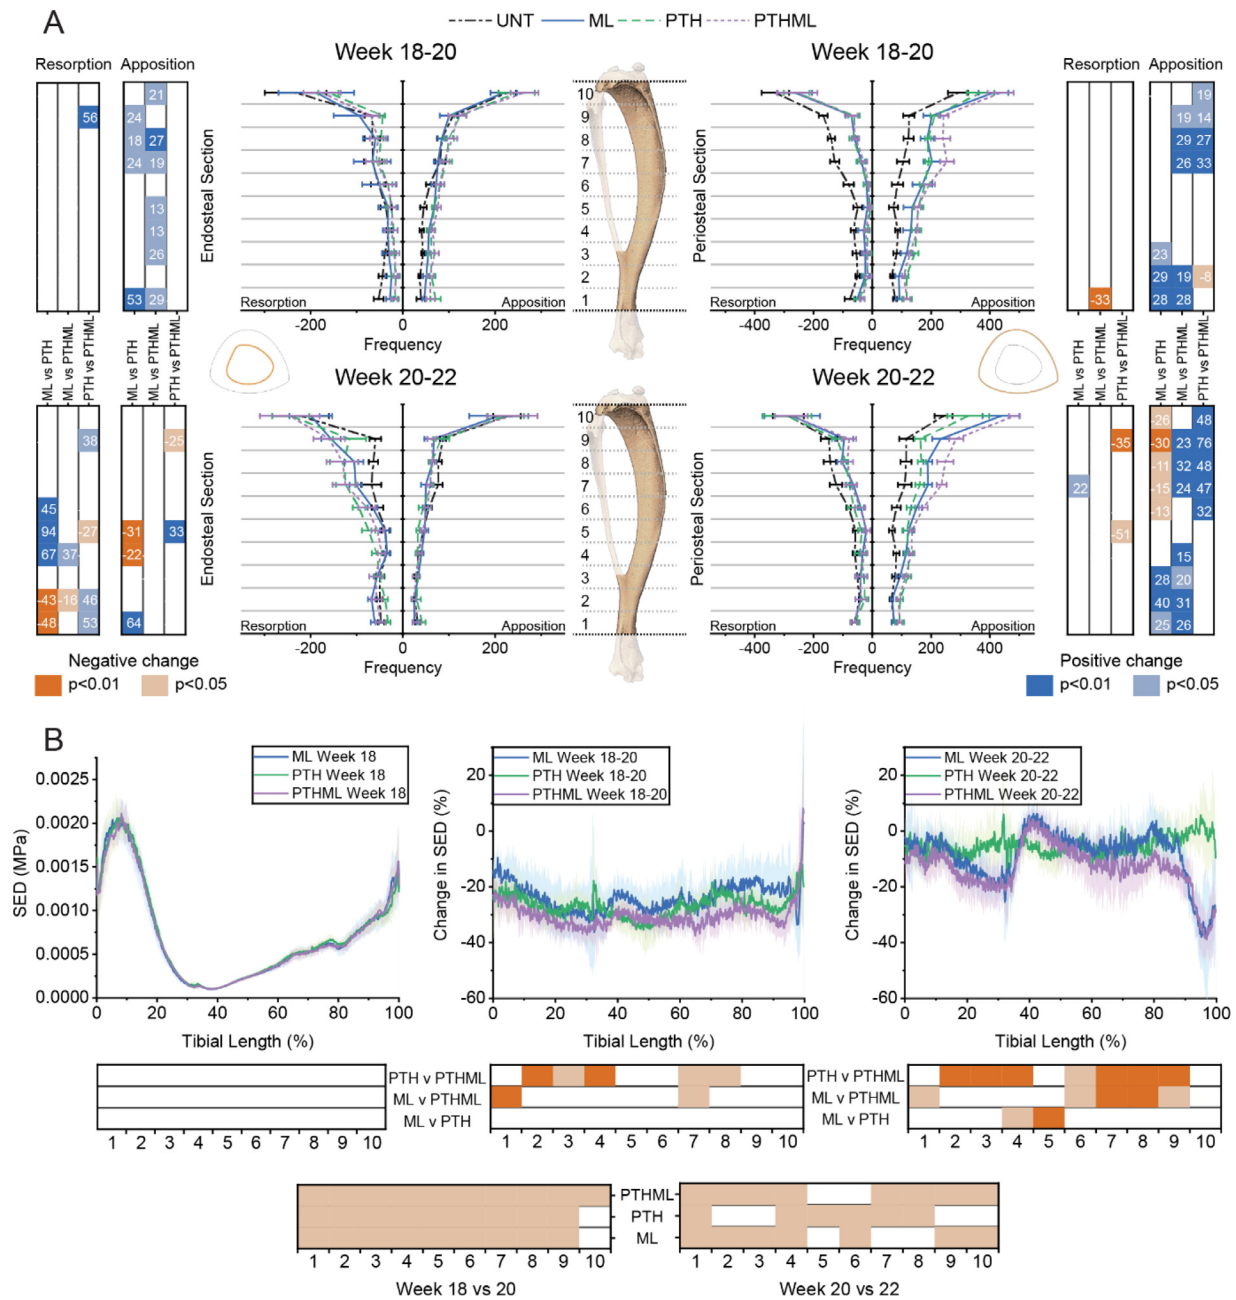 A
UNT ML PTH PTHML
Resorption Apposition Week 18-20 Week 18-20 Resorption Apposition
21
56
24
18 27
24 19
13
13
26
53 29
Endosteal Section
Resorption Apposition
-200 0 200
Frequency
10
9
8
7
6
5
4
3
2
1
Periosteal Section
Resorption Apposition
-400 -200 0 200 400
Frequency
-33
19
19 14
29 27
26 33
23
29 19 -8
28 28
ML vs PTH
ML vs PTHML
PTH vs PTHML
ML vs PTH
ML vs PTHML
PTH vs PTHML
ML vs PTH
ML vs PTHML
PTH vs PTHML
ML vs PTH
ML vs PTHML
PTH vs PTHML
Week 20-22 Week 20-22
38
45
94 -27
67 37
-43 -16 46
-48 53
-25
-31 33
-22
64
Endosteal Section
Resorption Apposition
-200 0 200
Frequency
10
9
8
7
6
5
4
3
2
1
Periosteal Section
Resorption Apposition
-400 -200 0 200 400
Frequency
-35
22
-51
-26 48
-30 23 76
-11 32 48
-15 24 47
-13 32
15
28 20
40 31
25 26
Negative change
p<0.01 p<0.05
Positive change
p<0.01 p<0.05
B
ML Week 18
PTH Week 18
PTHML Week 18
SED (MPa)
0.0025
0.0020
0.0015
0.0010
0.0005
0.0000
0 20 40 60 80 100
Tibial Length (%)
ML Week 18-20
PTH Week 18-20
PTHML Week 18-20
Change in SED (%)
20
0
-20
-40
-60
0 20 40 60 80 100
Tibial Length (%)
ML Week 20-22
PTH Week 20-22
PTHML Week 20-22
Change in SED (%)
20
0
-20
-40
-60
0 20 40 60 80 100
Tibial Length (%)
PTH v PTHML PTH v PTHML
ML v PTHML ML v PTHML
ML v PTH ML v PTH
1 2 3 4 5 6 7 8 9 10 1 2 3 4 5 6 7 8 9 10 1 2 3 4 5 6 7 8 9 10
PTHML
PTH
ML
1 2 3 4 5 6 7 8 9 10 1 2 3 4 5 6 7 8 9 10
Week 18 vs 20 Week 20 vs 22